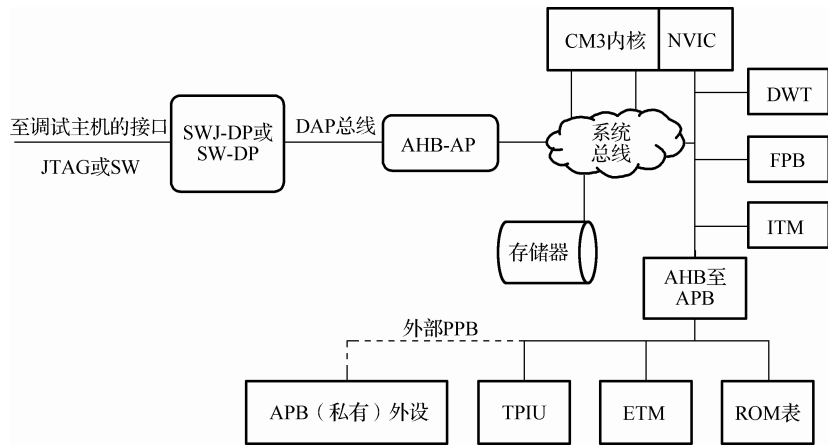 CM3内核
NVIC
DWT
至调试主机的接口
JTAG或SW
SWJ-DP或
SW-DP
DAP总线
AHB-AP
系统
总线
FPB
ITM
存储器
AHB至
APB
外部PPB
APB（私有）外设
TPIU
ETM
ROM表